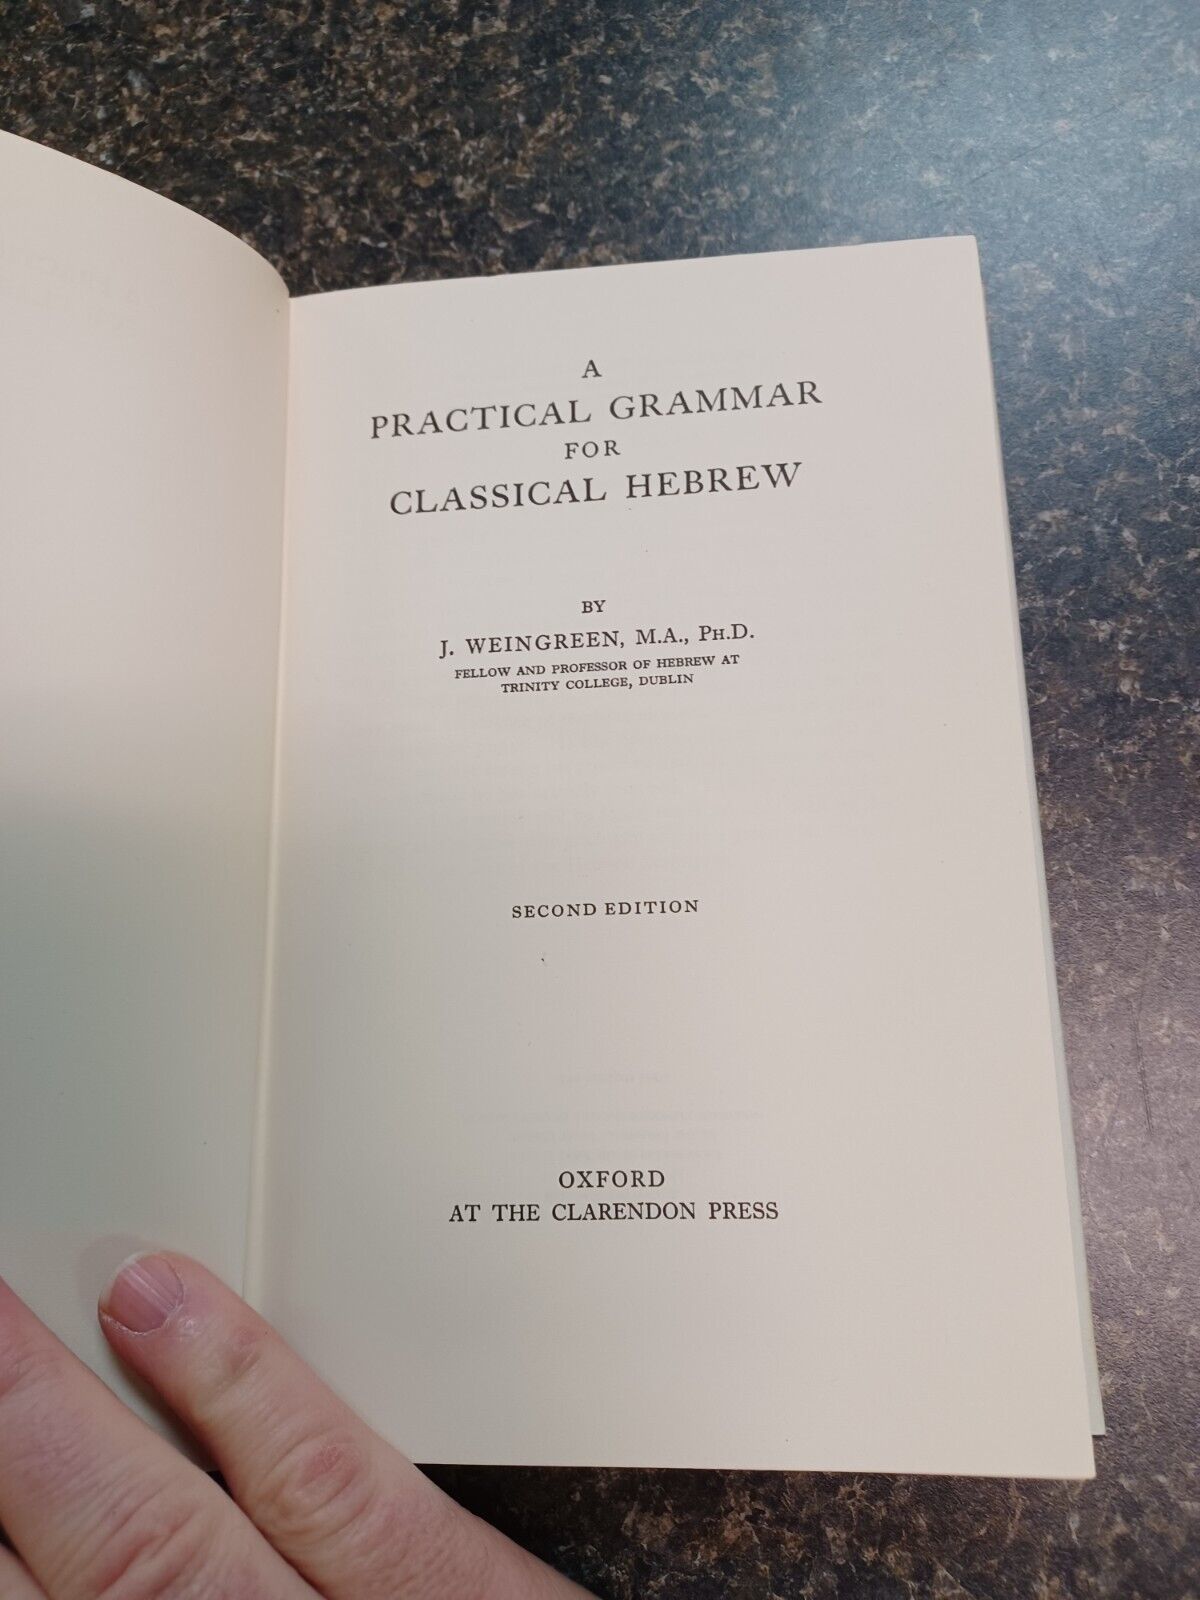 A
PRACTICAL GRAMMAR
FOR
CLASSICAL HEBREW
BY
J. WEINGREEN, M.A., PH.D.
FELLOW AND PROFESSOR OF HEBREW AT
TRINITY COLLEGE, DUBLIN
SECOND EDITION
OXFORD
AT THE CLARENDON PRESS